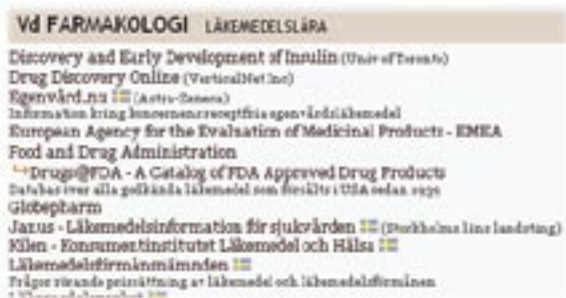 Vd FARMAKOLOGI LÄKEMEDELSLÄRA
Discovery and Early Development of Insulin (Univ of Toronto)
Drug Discovery Online (VerticalNet Inc)
Egenvård.nu (Astra-Zeneca)
Information kring koncernens receptfria egenvårdsläkemedel
European Agency for the Evaluation of Medicinal Products - EMEA
Food and Drug Administration
Drugs@FDA - A Catalog of FDA Approved Drug Products
Databas över alla godkända läkemedel som försålts i USA sedan 1939
Globepharm
Janus - Läkemedelsinformation för sjukvården (Stockholms läns landsting)
Kilen - Konsumentinstitutet Läkemedel och Hälsa
Läkemedelsförmånsnämnden
Frågor rörande prissättning av läkemedel och läkemedelsförmånen